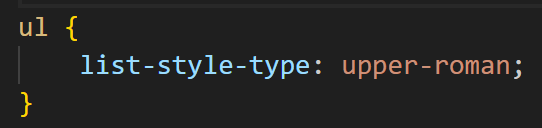 ul {
    list-style-type: upper-roman;
}